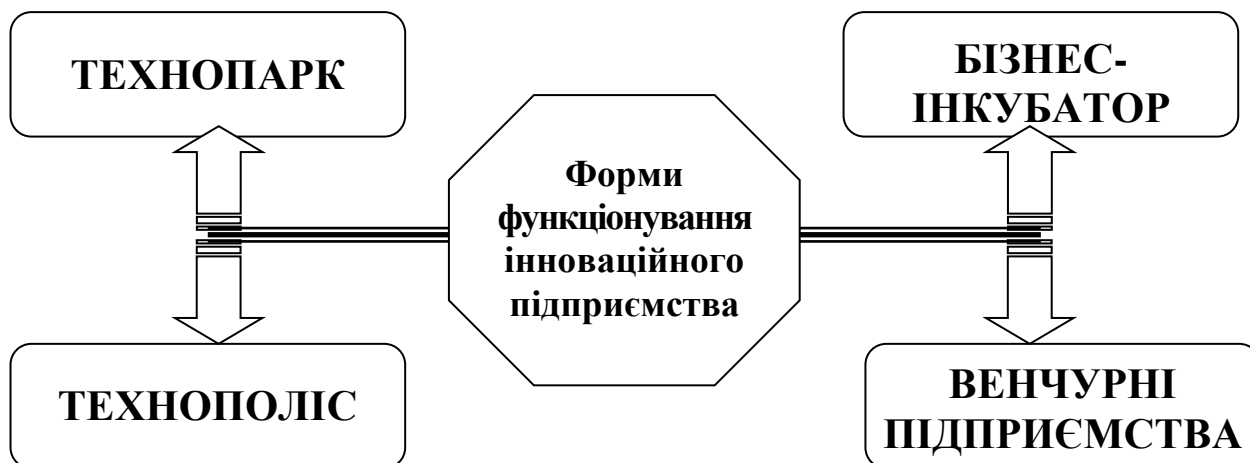 ТЕХНОПАРК
БІЗНЕС-
ІНКУБАТОР
Форми
функціонування
інноваційного
підприємства
ТЕХНОПОЛІС
ВЕНЧУРНІ
ПІДПРИЄМСТВА